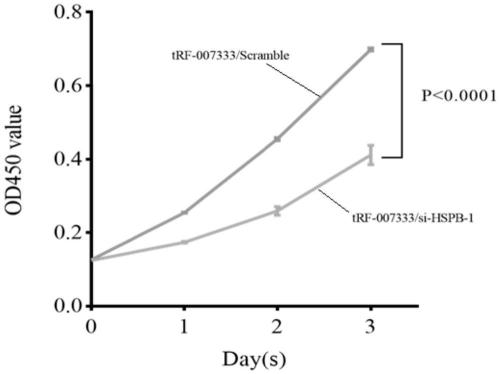 0.8
tRF-007333/Scramble
0.6
P<0.0001
OD450 value
0.4
tRF-007333/si-HSPB-1
0.2
0.0
0 1 2 3
Day(s)